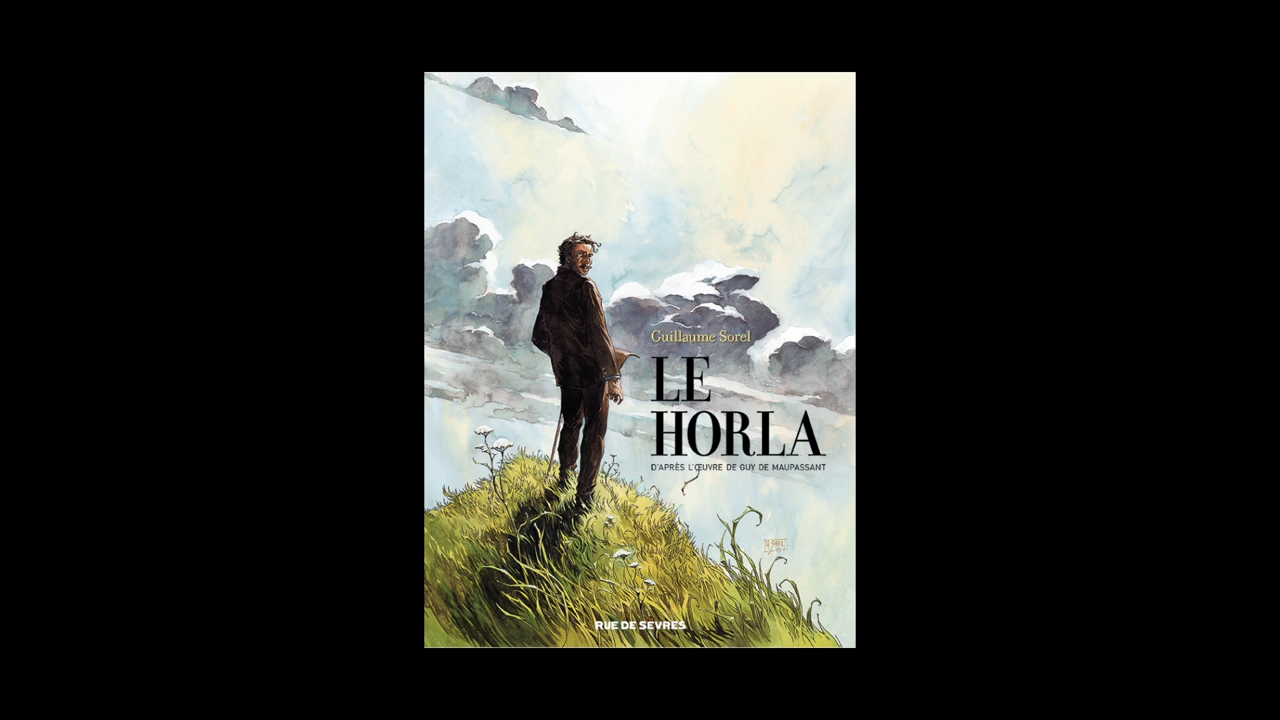 Guillaume Sorel
LE
HORLA
D'APRÈS L'ŒUVRE DE GUY DE MAUPASSANT
RUE DE SEVRES